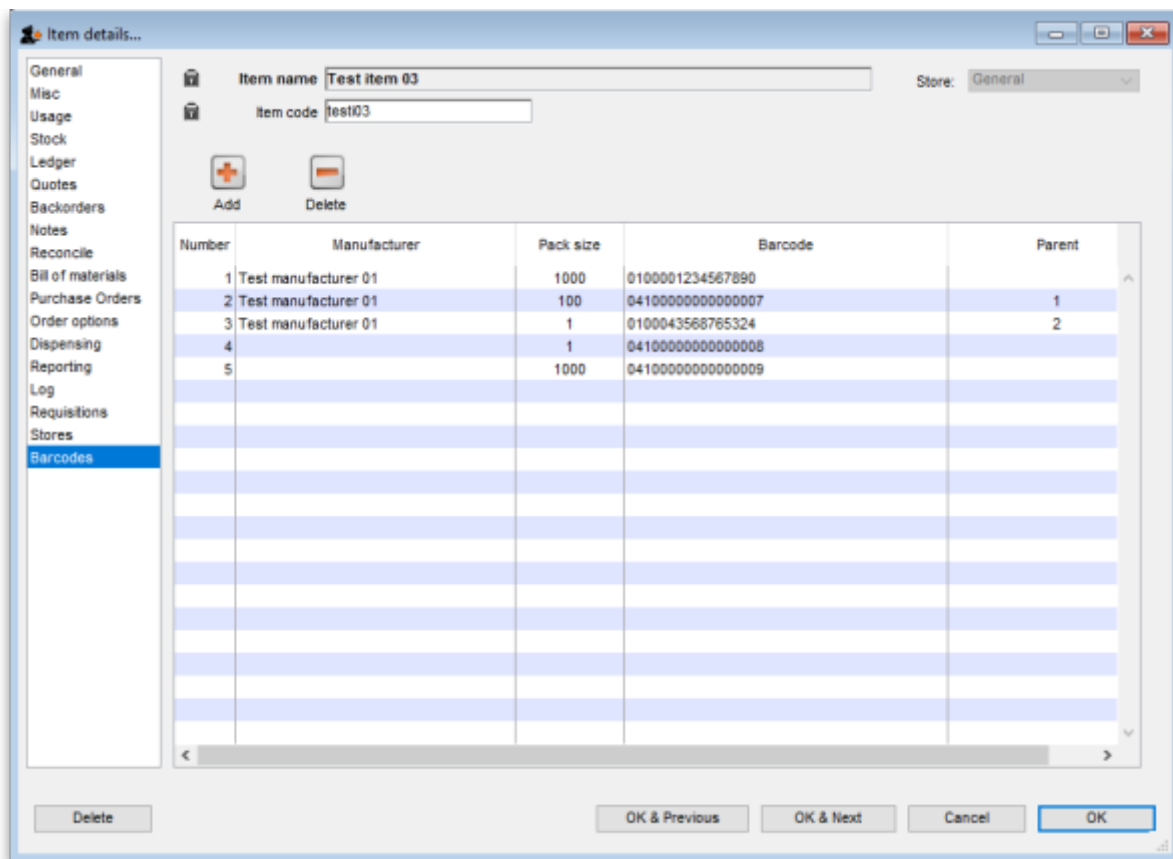 Item details...
General
Misc
Usage
Stock
Ledger
Quotes
Backorders
Notes
Reconcile
Bill of materials
Purchase Orders
Order options
Dispensing
Reporting
Log
Requisitions
Stores
Barcodes
Item name Test item 03
Store: General
Item code testi03
Add Delete
Number Manufacturer Pack size Barcode Parent
1 Test manufacturer 01 1000 0100001234567890
2 Test manufacturer 01 100 04100000000000007 1
3 Test manufacturer 01 1 0100043568765324 2
4 1 04100000000000008
5 1000 04100000000000009
Delete OK & Previous OK & Next Cancel OK